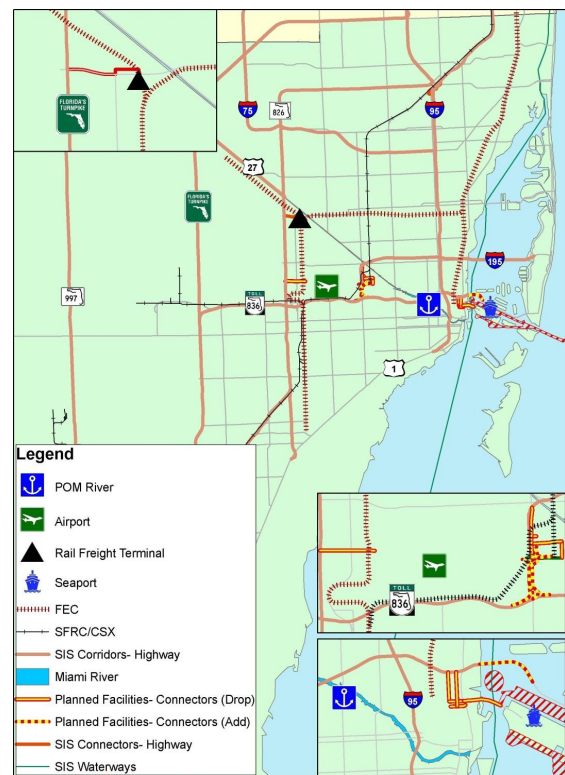 FLORIDA'S
TURNPIKE
75
826
95
27
FLORIDA'S
TURNPIKE
195
997
TOLL
836
1
Legend
POM River
Airport
Rail Freight Terminal
Seaport
FEC
SFRC/CSX
SIS Corridors- Highway
Miami River
Planned Facilities- Connectors (Drop)
Planned Facilities- Connectors (Add)
SIS Connectors- Highway
SIS Waterways
TOLL
836
95